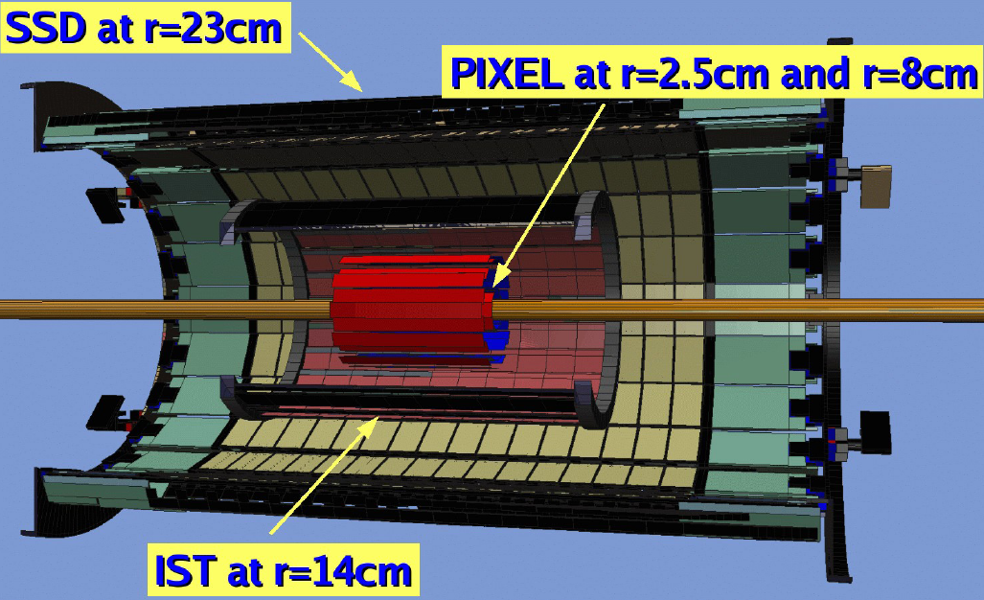 SSD at r=23cm
PIXEL at r=2.5cm and r=8cm
IST at r=14cm